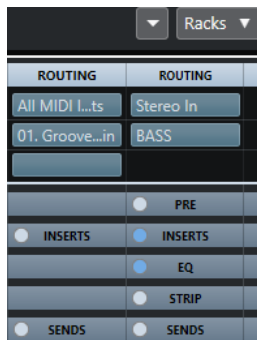 Racks
ROUTING ROUTING
All MIDI I...ts Stereo In
01. Groove...in BASS
PRE
INSERTS INSERTS
EQ
STRIP
SENDS SENDS